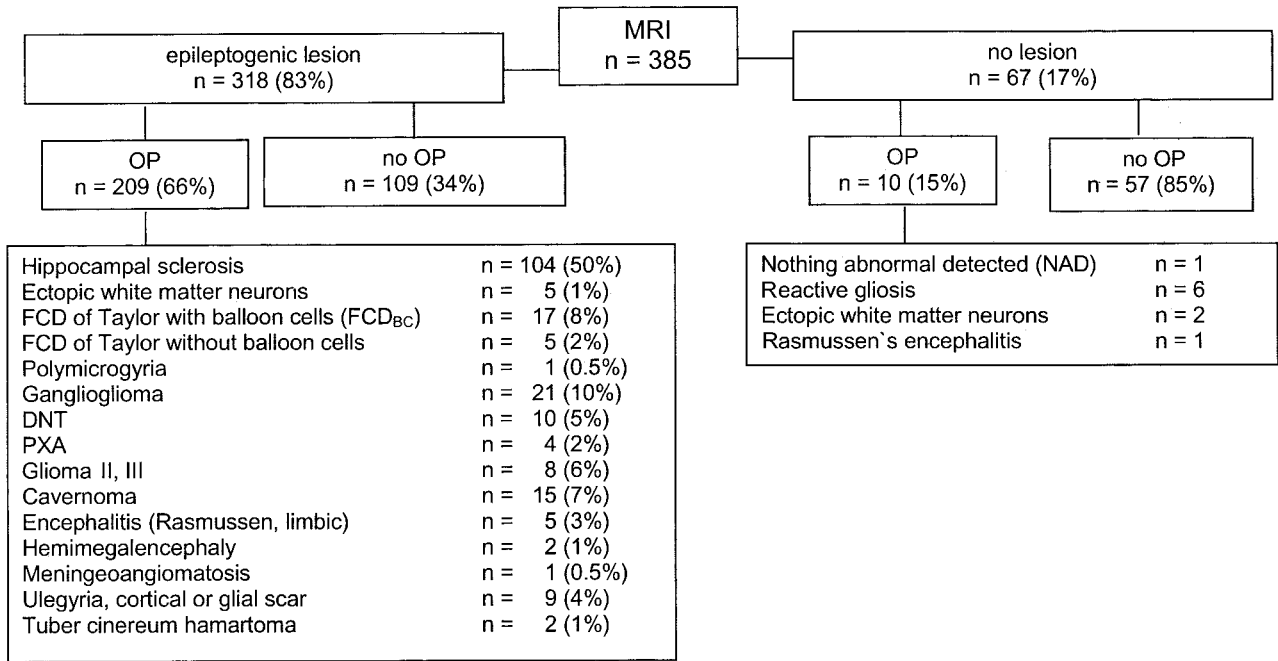 MRI
n = 385
epileptogenic lesion
n = 318 (83%)
no lesion
n = 67 (17%)
OP
n = 209 (66%)
no OP
n = 109 (34%)
OP
n = 10 (15%)
no OP
n = 57 (85%)
Hippocampal sclerosis n = 104 (50%)
Ectopic white matter neurons n = 5 (1%)
FCD of Taylor with balloon cells (FCDBC) n = 17 (8%)
FCD of Taylor without balloon cells n = 5 (2%)
Polymicrogyria n = 1 (0.5%)
Ganglioglioma n = 21 (10%)
DNT n = 10 (5%)
PXA n = 4 (2%)
Glioma II, III n = 8 (6%)
Cavernoma n = 15 (7%)
Encephalitis (Rasmussen, limbic) n = 5 (3%)
Hemimegalencephaly n = 2 (1%)
Meningeoangiomatosis n = 1 (0.5%)
Ulegyria, cortical or glial scar n = 9 (4%)
Tuber cinereum hamartoma n = 2 (1%)
Nothing abnormal detected (NAD) n = 1
Reactive gliosis n = 6
Ectopic white matter neurons n = 2
Rasmussen`s encephalitis n = 1